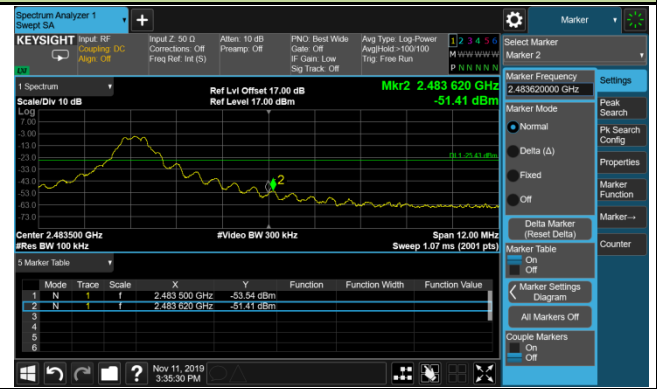 Spectrum Analyzer 1
Swept SA
Marker
KEYSIGHT
Input: RF
Coupling: DC
Align: Off
Input Z: 50 Ω
Corrections: Off
Freq Ref: Int (S)
Atten: 10 dB
Preamp: Off
PNO: Best Wide
Gate: Off
IF Gain: Low
Sig Track: Off
Avg Type: Log-Power
Avg|Hold:>100/100
Trig: Free Run
1 2 3 4 5 6
M W W W W W
P N N N N N
LXI
Select Marker
Marker 2
1 Spectrum
Scale/Div 10 dB
Ref Lvl Offset 17.00 dB
Ref Level 17.00 dBm
Mkr2 2.483 620 GHz
-51.41 dBm
Log
7.00
-3.00
-13.0
-23.0
-33.0
-43.0
-53.0
-63.0
-73.0
DL1 -25.43 dBm
2
Center 2.483500 GHz
#Res BW 100 kHz
#Video BW 300 kHz
Span 12.00 MHz
Sweep 1.07 ms (2001 pts)
5 Marker Table
Mode Trace Scale X Y Function Function Width Function Value
1 N 1 f 2.483 500 GHz -53.54 dBm
2 N 1 f 2.483 620 GHz -51.41 dBm
3
4
5
6
Marker Frequency
2.483620000 GHz
Marker Mode
Normal
Delta (Δ)
Fixed
Off
Delta Marker
(Reset Delta)
Marker Table
On
Off
Marker Settings
Diagram
All Markers Off
Couple Markers
On
Off
Settings
Peak
Search
Pk Search
Config
Properties
Marker
Function
Marker→
Counter
Nov 11, 2019
3:35:30 PM